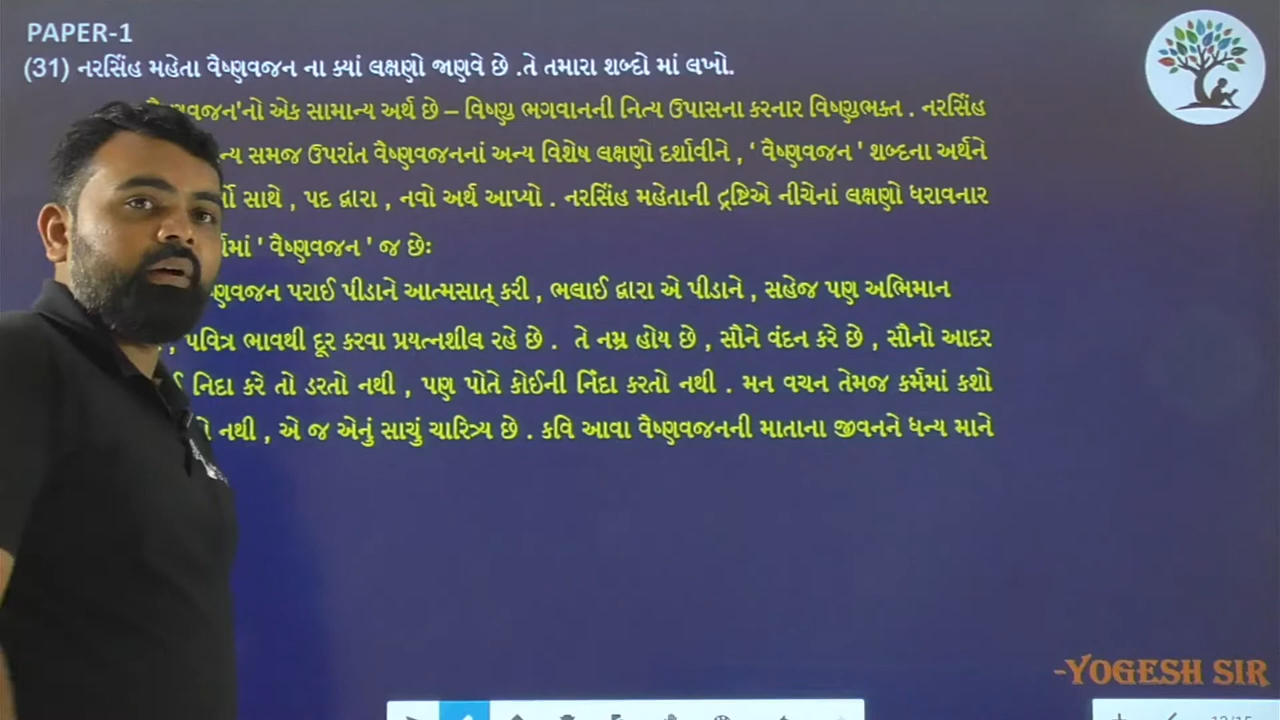 PAPER-1
(31) નરસિંહ મહેતા વૈષ્ણવજન ના ક્યાં લક્ષણો જાણવે છે .તે તમારા શબ્દો માં લખો.
એક સામાન્ય અર્થ છે – વિષ્ણુ ભગવાનની નિત્ય ઉપાસના કરનાર વિષ્ણુભક્ત . નરસિંહ
સમજ ઉપરાંત વૈષ્ણવજનનાં અન્ય વિશેષ લક્ષણો દર્શાવીને , ' વૈષ્ણવજન ' શબ્દના અર્થને
સાથે , પદ દ્વારા , નવો અર્થ આપ્યો . નરસિંહ મહેતાની દ્રષ્ટિએ નીચેનાં લક્ષણો ધરાવનાર
' વૈષ્ણવજન ' જ છેઃ
પરાઈ પીડાને આત્મસાત્ કરી , ભલાઈ દ્વારા એ પીડાને , સહેજ પણ અભિમાન
, પવિત્ર ભાવથી દૂર કરવા પ્રયત્નશીલ રહે છે . તે નમ્ર હોય છે , સૌને વંદન કરે છે , સૌનો આદર
નિદા કરે તો ડરતો નથી , પણ પોતે કોઈની નિંદા કરતો નથી . મન વચન તેમજ કર્મમાં કશો
નથી , એ જ એનું સાચું ચારિત્ર્ય છે . કવિ આવા વૈષ્ણવજનની માતાના જીવનને ધન્ય માને
-YOGESH SIR